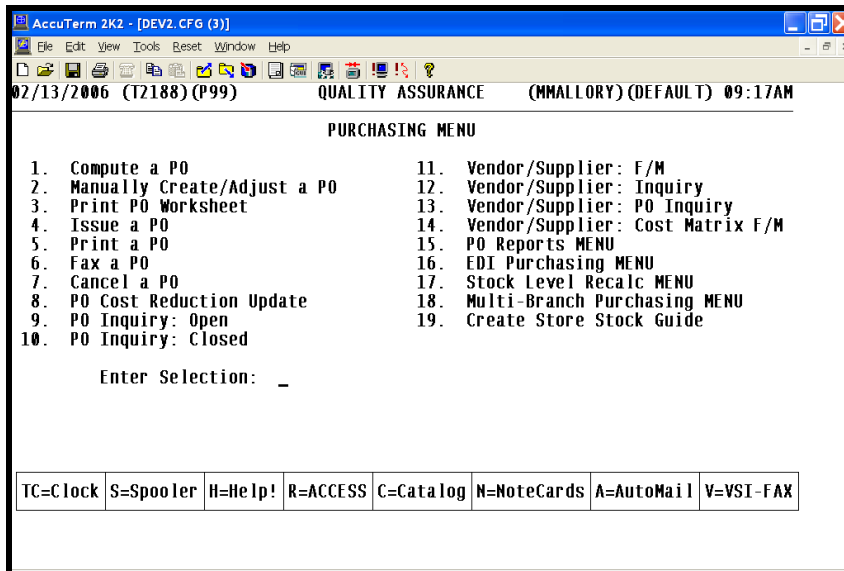 AccuTerm 2K2 - [DEV2.CFG (3)]
File Edit View Tools Reset Window Help
02/13/2006 (T2188)(P99) QUALITY ASSURANCE (MMALLORY)(DEFAULT) 09:17AM
PURCHASING MENU
1. Compute a PO 11. Vendor/Supplier: F/M
2. Manually Create/Adjust a PO 12. Vendor/Supplier: Inquiry
3. Print PO Worksheet 13. Vendor/Supplier: PO Inquiry
4. Issue a PO 14. Vendor/Supplier: Cost Matrix F/M
5. Print a PO 15. PO Reports MENU
6. Fax a PO 16. EDI Purchasing MENU
7. Cancel a PO 17. Stock Level Recalc MENU
8. PO Cost Reduction Update 18. Multi-Branch Purchasing MENU
9. PO Inquiry: Open 19. Create Store Stock Guide
10. PO Inquiry: Closed
Enter Selection: _
TC=Clock S=Spooler H=Help! R=ACCESS C=Catalog N=NoteCards A=AutoMail V=VSI-FAX